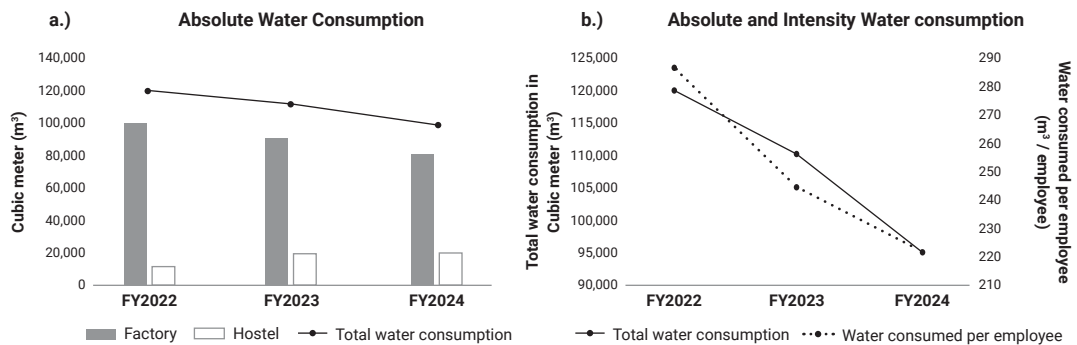 a.) Absolute Water Consumption
Cubic meter (m³)
140,000
120,000
100,000
80,000
60,000
40,000
20,000
0
FY2022 FY2023 FY2024
Factory Hostel Total water consumption
b.) Absolute and Intensity Water consumption
Total water consumption in
Cubic meter (m³)
125,000
120,000
115,000
110,000
105,000
100,000
95,000
90,000
290
280
270
260
250
240
230
220
210
Water consumed per employee
(m³ / employee)
FY2022 FY2023 FY2024
Total water consumption Water consumed per employee